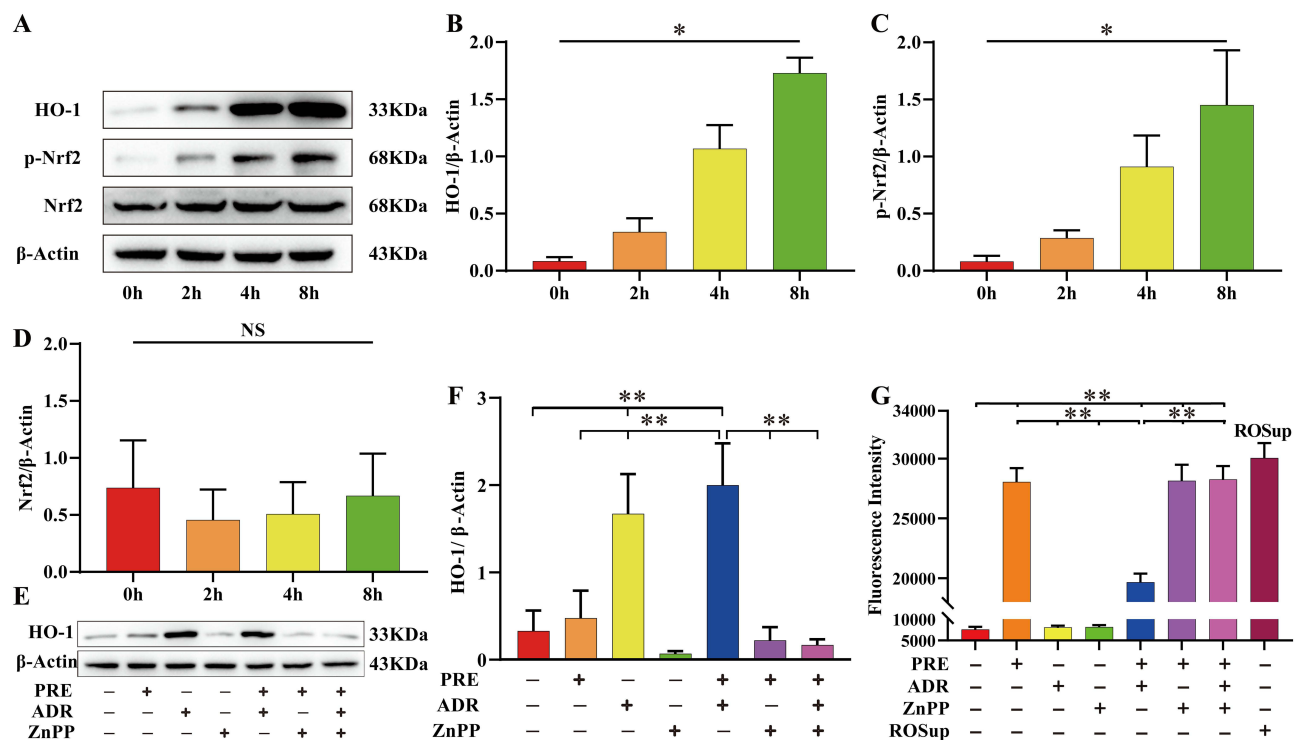 A
HO-1
33KDa
p-Nrf2
68KDa
Nrf2
68KDa
β-Actin
43KDa
0h 2h 4h 8h
B
*
HO-1/β-Actin
2.0
1.5
1.0
0.5
0.0
0h 2h 4h 8h
C
*
p-Nrf2/β-Actin
2.0
1.5
1.0
0.5
0.0
0h 2h 4h 8h
D
NS
Nrf2/β-Actin
2.0
1.5
1.0
0.5
0.0
0h 2h 4h 8h
E
HO-1
33KDa
β-Actin
43KDa
PRE − + − − + + +
ADR − − + − + − +
ZnPP − − − + − + +
F
**
** **
HO-1/ β-Actin
3
2
1
0
PRE − + − − + + +
ADR − − + − + − +
ZnPP − − − + − + +
G
**
** **
ROSup
Fluorescence Intensity
34000
30000
25000
20000
10000
5000
PRE − + − − + + + −
ADR − − + − + − + −
ZnPP − − − + − + + −
ROSup − − − − − − − +